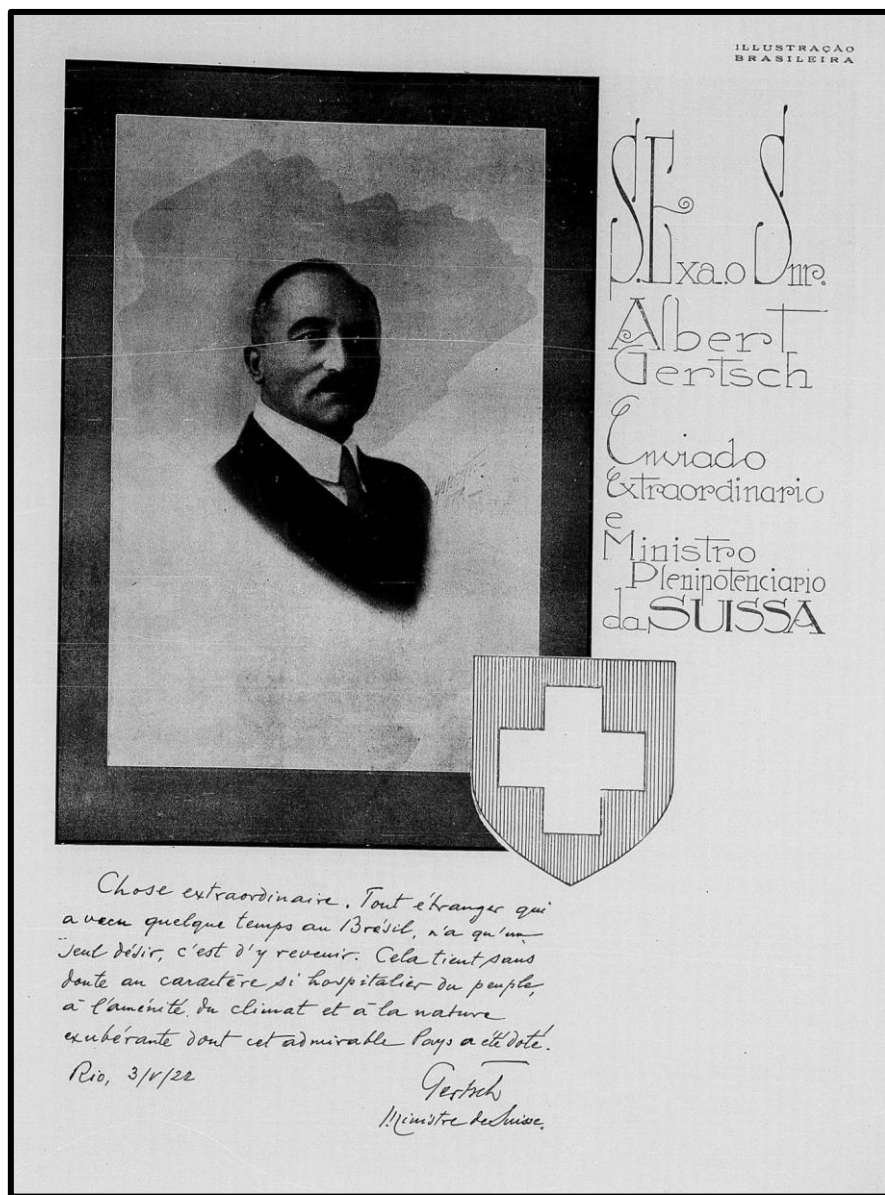 ILLUSTRAÇÃO
BRASILEIRA
S. Exa. o Snr.
Albert
Gertsch
Enviado
Extraordinario
e
Ministro
Plenipotenciario
da SUISSA
Chose extraordinaire. Tout étranger qui
a vecu quelque temps au Brésil, n'a qu'un
seul désir, c'est d'y revenir. Cela tient sans
doute au caractère si hospitalier du peuple,
à l'aménité du climat et à la nature
exubérante dont cet admirable Pays a été doté.
Rio, 3/V/22
Gertsch
Ministre de Suisse.